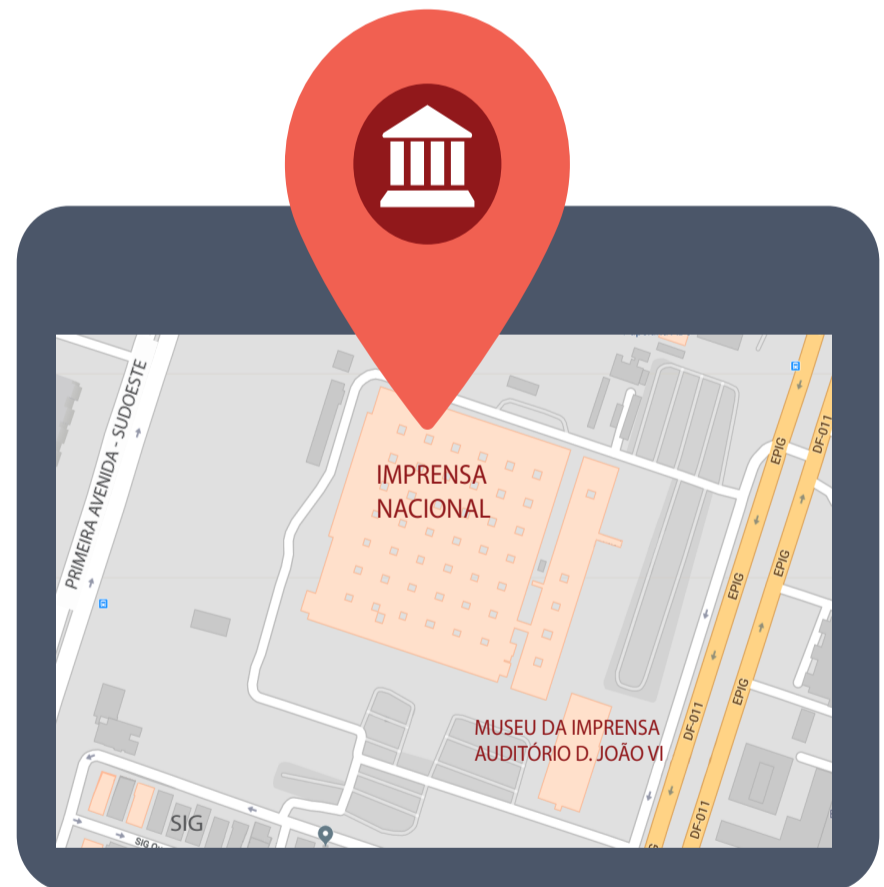 PRIMEIRA AVENIDA - SUDOESTE
IMPRENSA
NACIONAL
EPIG
DF-011
EPIG
EPIG
EPIG
DF-011
MUSEU DA IMPRENSA
AUDITÓRIO D. JOÃO VI
DF-011
SIG
SIG